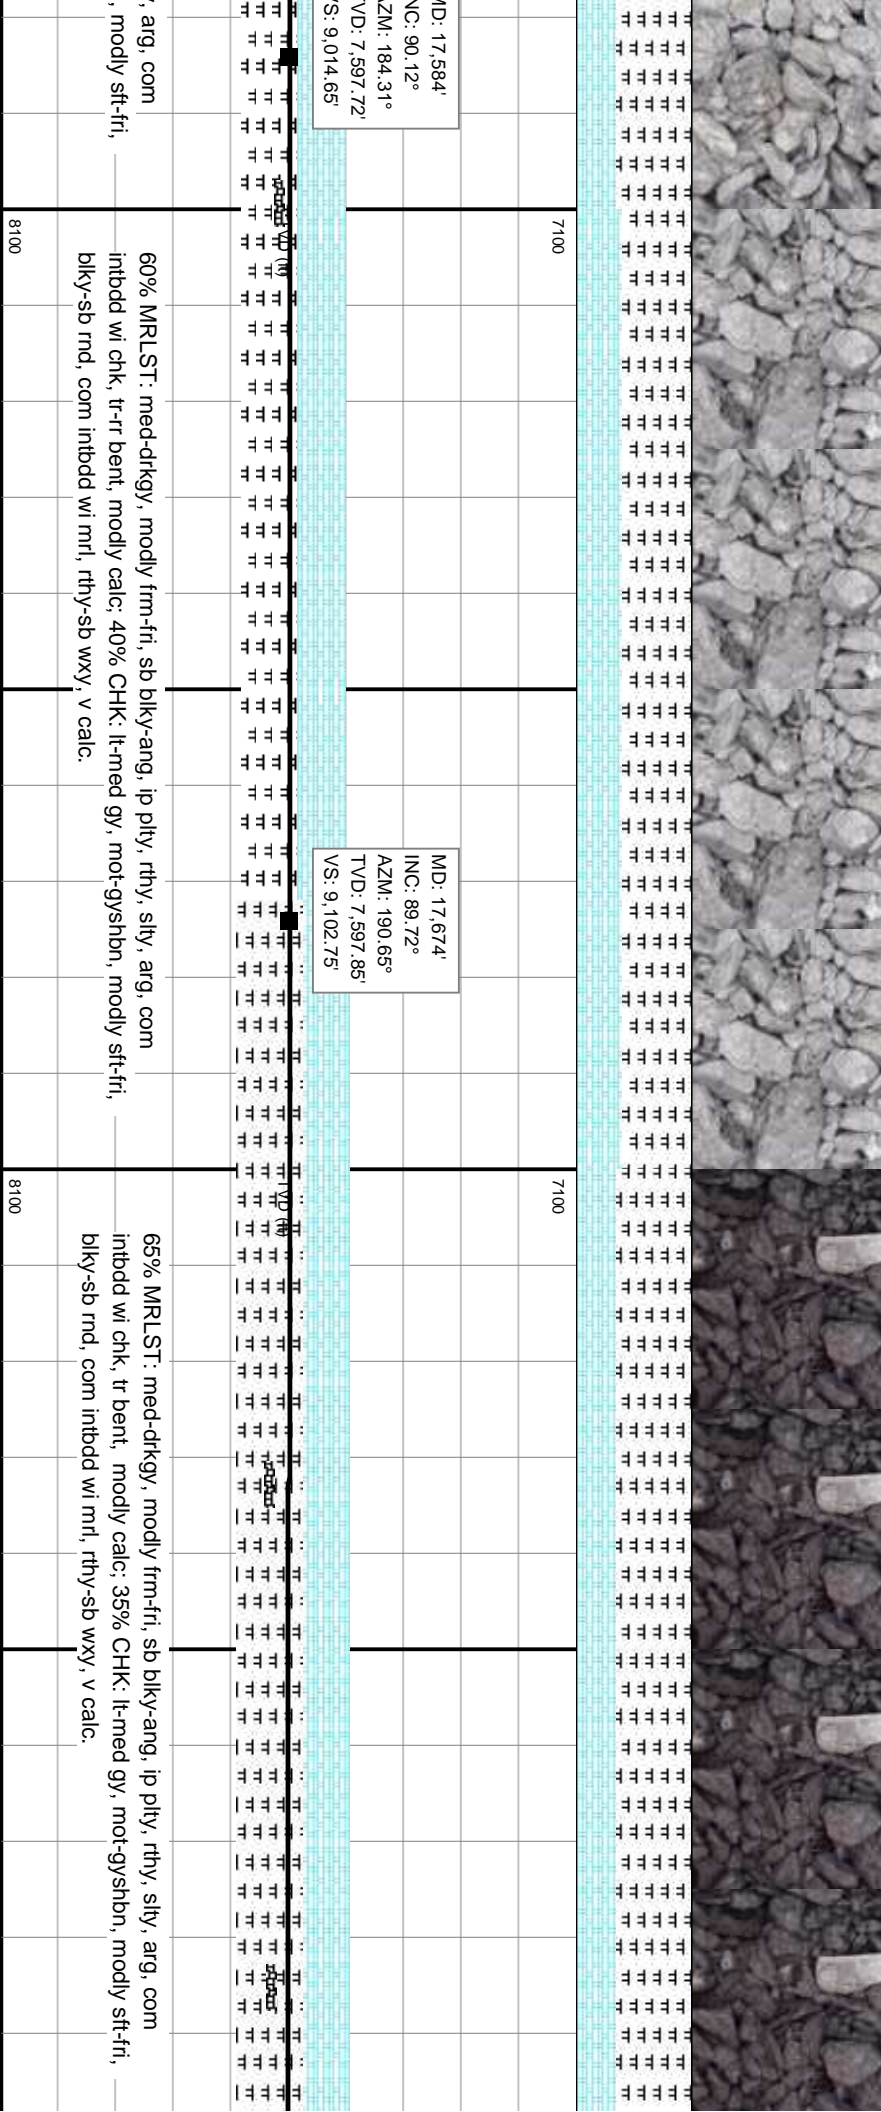 , arg, com
, modly sft-fri,
MD: 17,584'
INC: 90.12°
AZM: 184.31°
TVD: 7,597.72'
VS: 9,014.65'
7100
8100
TVD (ft)
60% MRLST: med-drkgy, modly frm-fri, sb blky-ang, ip plty, rthy, slty, arg, com
intbdd wi chk, tr-rr bent, modly calc; 40% CHK: lt-med gy, mot-gyshbn, modly sft-fri,
blky-sb rnd, com intbdd wi mrl, rthy-sb wxy, v calc.
MD: 17,674'
INC: 89.72°
AZM: 190.65°
TVD: 7,597.85'
VS: 9,102.75'
7100
8100
TVD (ft)
65% MRLST: med-drkgy, modly frm-fri, sb blky-ang, ip plty, rthy, slty, arg, com
intbdd wi chk, tr bent,  modly calc; 35% CHK: lt-med gy, mot-gyshbn, modly sft-fri,
blky-sb rnd, com intbdd wi mrl, rthy-sb wxy, v calc.